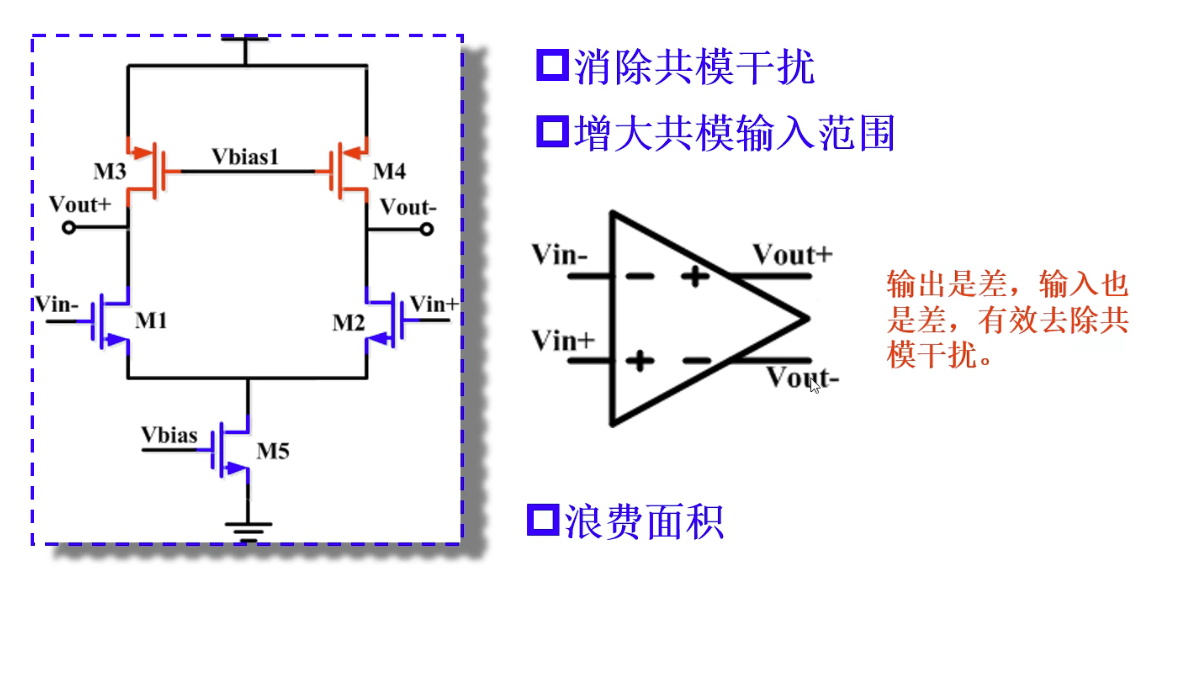 消除共模干扰
增大共模输入范围
M3
Vbias1
M4
Vout+
Vout-
Vin-
M1
M2
Vin+
Vbias
M5
Vin-
Vout+
Vin+
Vout-
输出是差，输入也
是差，有效去除共
模干扰。
浪费面积